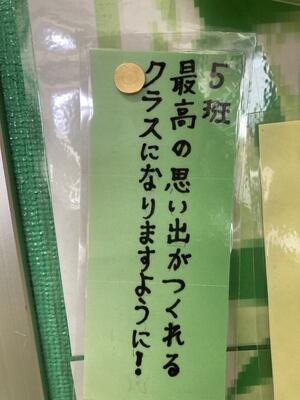 5班
最高の思い出がつくれる
クラスになりますように!